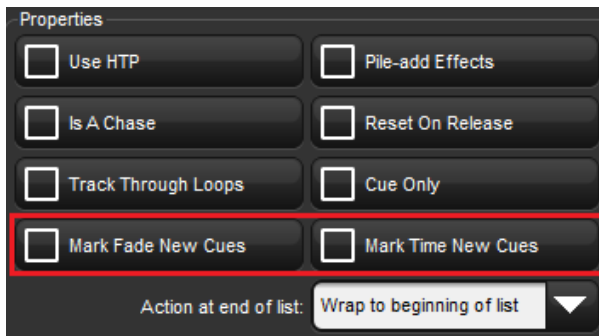 Properties
Use HTP
Pile-add Effects
Is A Chase
Reset On Release
Track Through Loops
Cue Only
Mark Fade New Cues
Mark Time New Cues
Action at end of list: Wrap to beginning of list